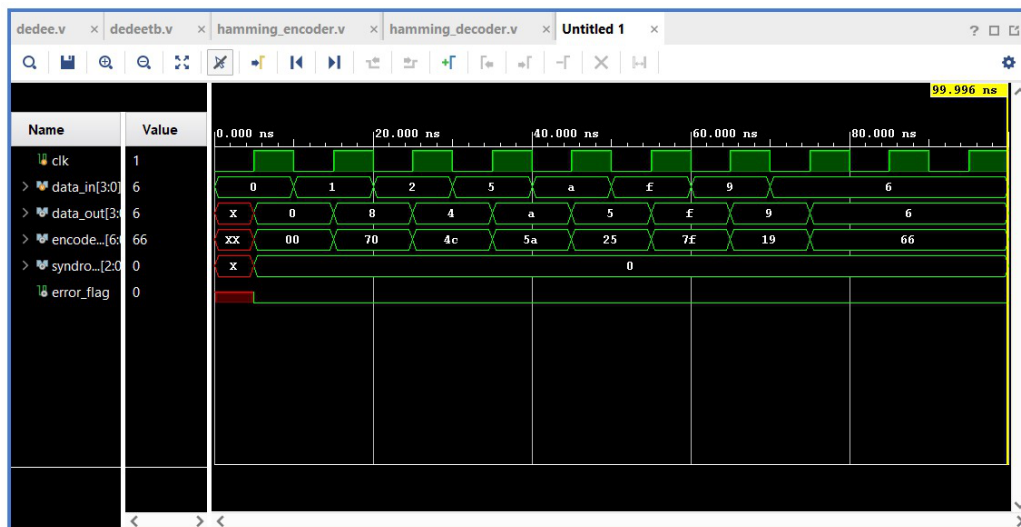 dedee.v × dedeetb.v × hamming_encoder.v × hamming_decoder.v × Untitled 1 × ?
99.996 ns
Name Value 0.000 ns 20.000 ns 40.000 ns 60.000 ns 80.000 ns
clk 1
data_in[3:0] 6 0 1 2 5 a f 9 6
data_out[3:0 6 X 0 8 4 a 5 f 9 6
encode...[6:0 66 XX 00 70 4c 5a 25 7f 19 66
syndro...[2:0 0 X 0
error_flag 0